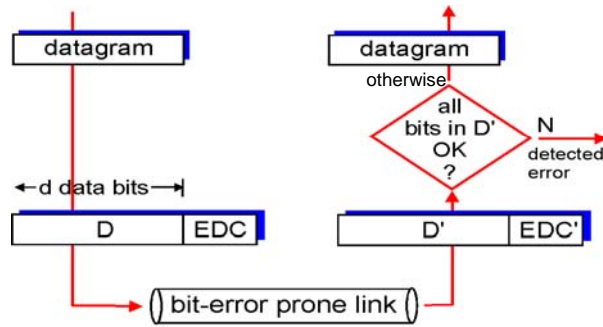 datagram
datagram
otherwise
all
bits in D'
OK
?
N
detected
error
d data bits
D
EDC
D'
EDC'
bit-error prone link